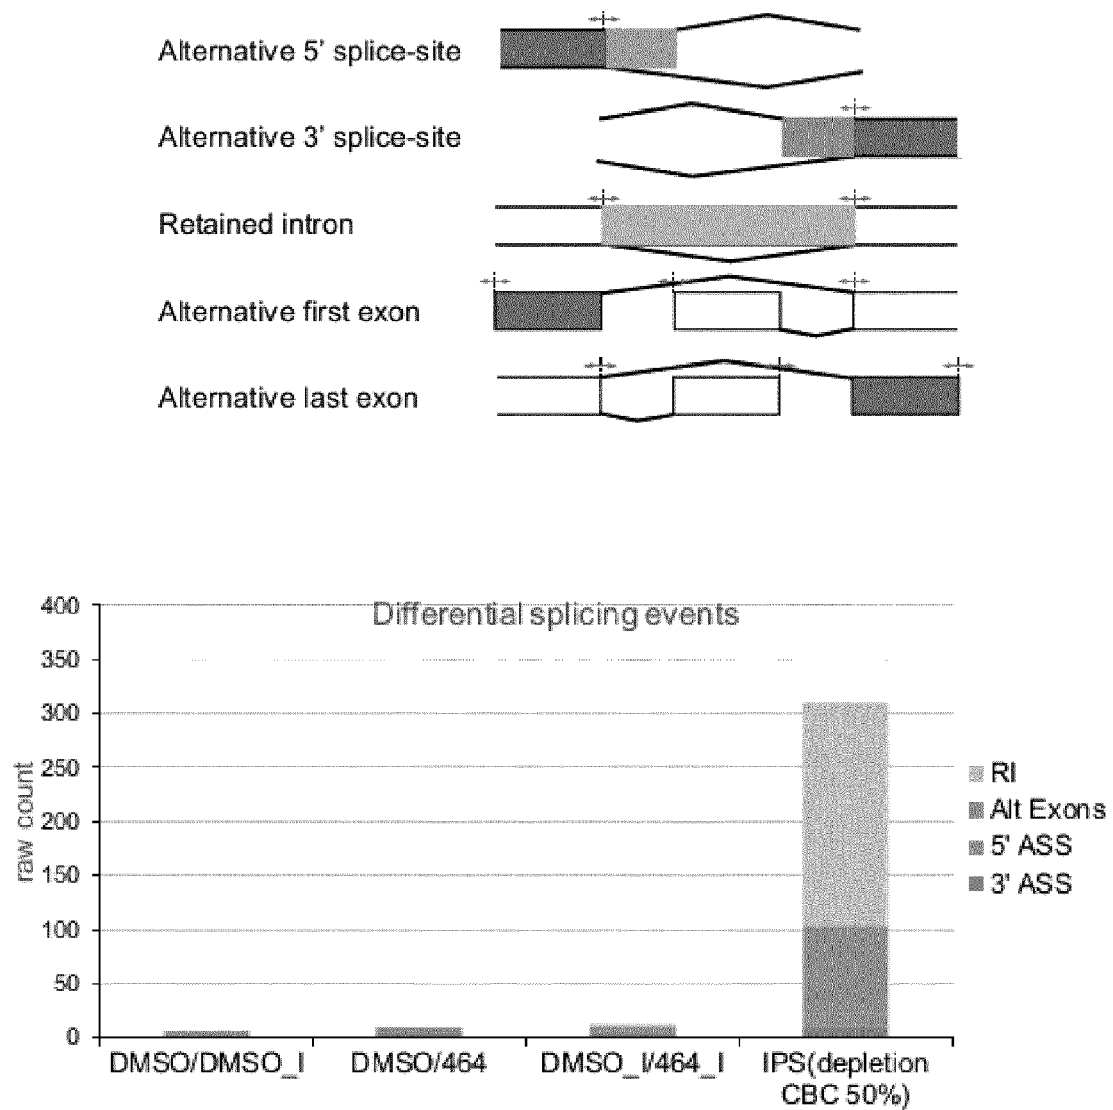 Alternative 5' splice-site
Alternative 3' splice-site
Retained intron
Alternative first exon
Alternative last exon
Differential splicing events
raw count
400
350
300
250
200
150
100
50
0
DMSO/DMSO_I
DMSO/464
DMSO_I/464_I
IPS(depletion
CBC 50%)
RI
Alt Exons
5' ASS
3' ASS